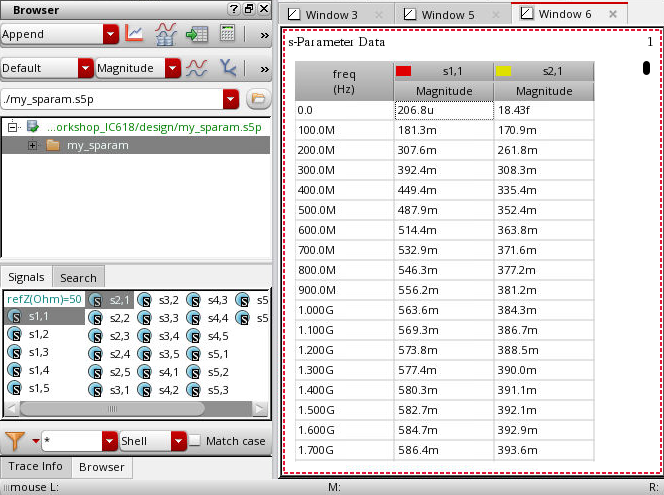 Browser
Append
»
Default
Magnitude
»
./my_sparam.s5p
...orkshop_IC618/design/my_sparam.s5p
my_sparam
Signals
Search
refZ(Ohm)=50
s1,1
s1,2
s1,3
s1,4
s1,5
s2,1
s2,2
s2,3
s2,4
s2,5
s3,1
s3,2
s3,3
s3,4
s3,5
s4,1
s4,2
s4,3
s4,4
s4,5
s5,1
s5,2
s5,3
s5
s5
*
Shell
Match case
Trace Info
Browser
Window 3
Window 5
Window 6
s-Parameter Data 1
freq (Hz) s1,1 Magnitude s2,1 Magnitude
0.0 206.8u 18.43f
100.0M 181.3m 170.9m
200.0M 307.6m 261.8m
300.0M 392.4m 308.3m
400.0M 449.4m 335.4m
500.0M 487.9m 352.4m
600.0M 514.4m 363.8m
700.0M 532.9m 371.6m
800.0M 546.3m 377.2m
900.0M 556.2m 381.2m
1.000G 563.6m 384.3m
1.100G 569.3m 386.7m
1.200G 573.8m 388.5m
1.300G 577.4m 390.0m
1.400G 580.3m 391.1m
1.500G 582.7m 392.1m
1.600G 584.7m 392.9m
1.700G 586.4m 393.6m
mouse L: M: R: